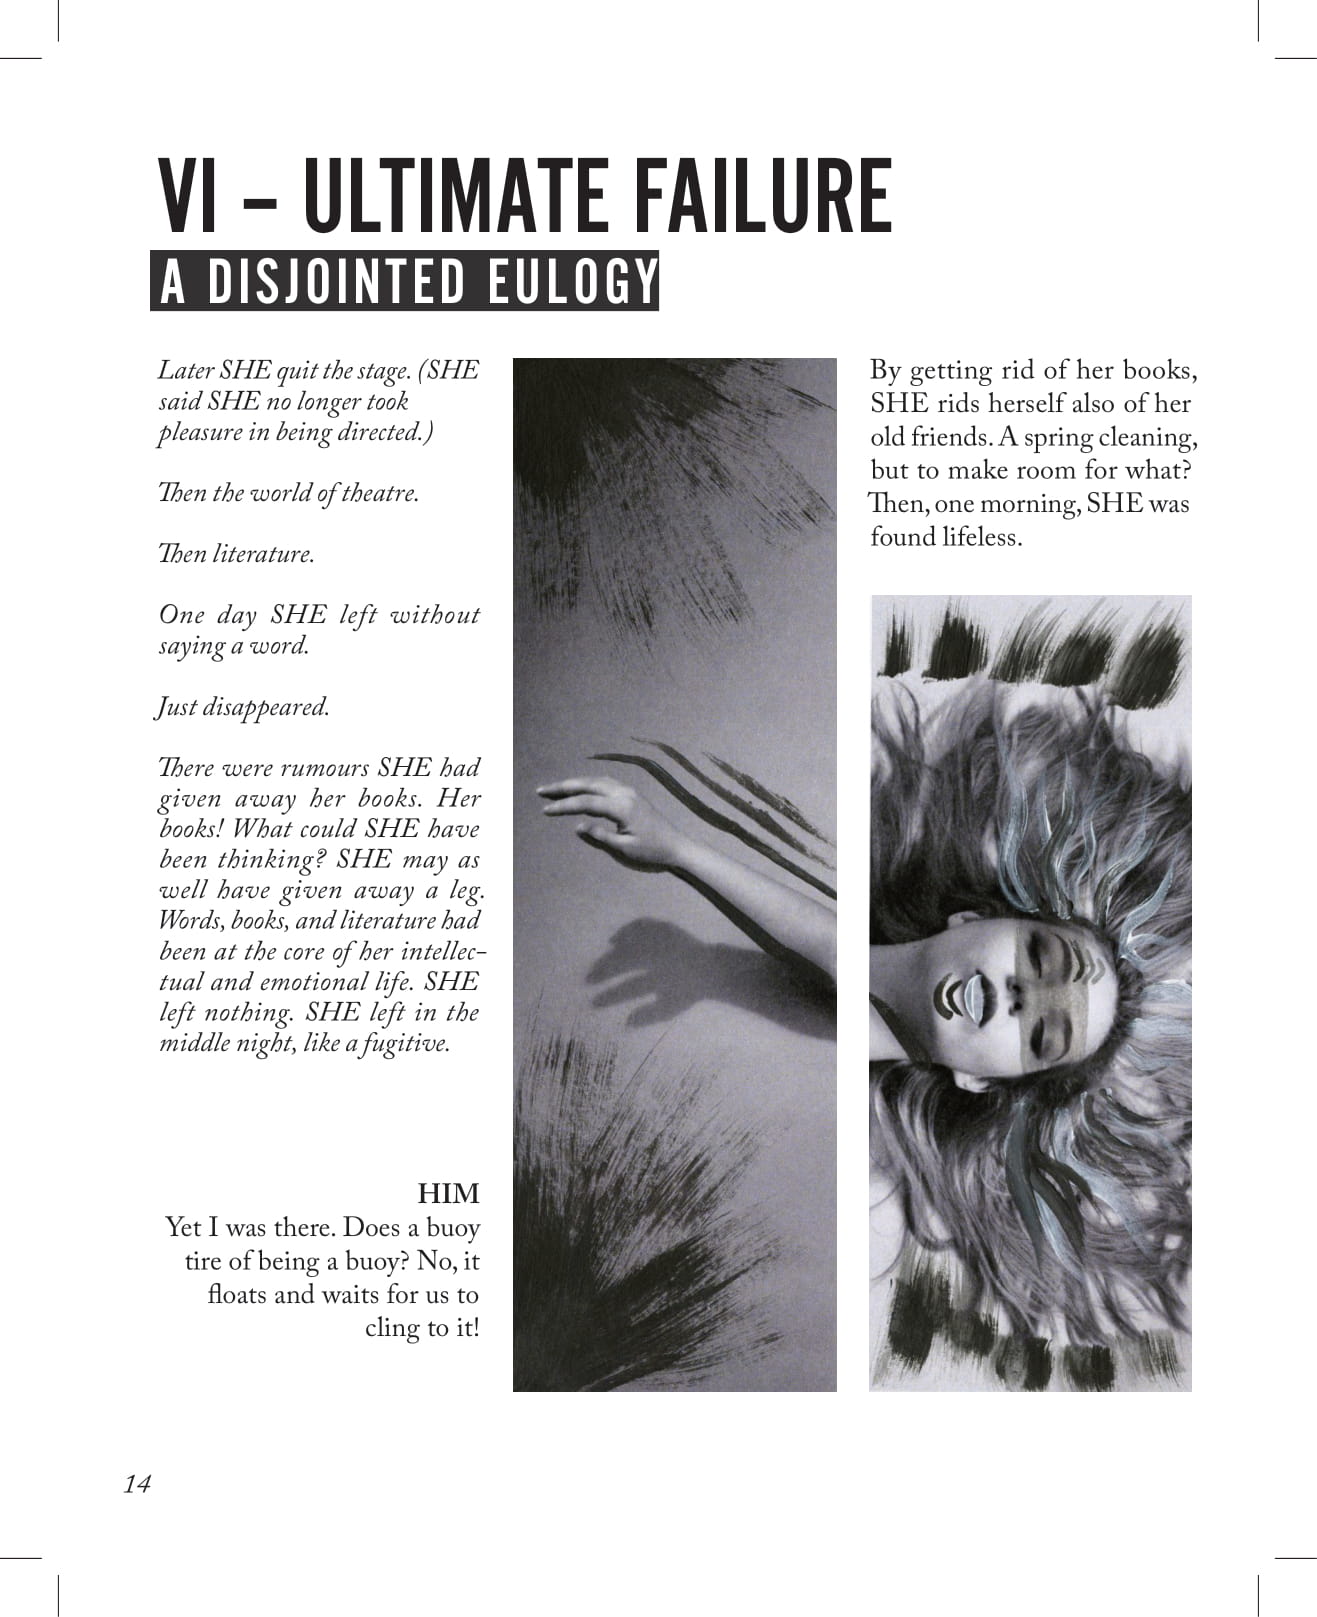 VI – ULTIMATE FAILURE
A DISJOINTED EULOGY
Later SHE quit the stage. (SHE
said SHE no longer took
pleasure in being directed.)
Then the world of theatre.
Then literature.
One day SHE left without
saying a word.
Just disappeared.
There were rumours SHE had
given away her books. Her
books! What could SHE have
been thinking? SHE may as
well have given away a leg.
Words, books, and literature had
been at the core of her intellec-
tual and emotional life. SHE
left nothing. SHE left in the
middle night, like a fugitive.
HIM
Yet I was there. Does a buoy
tire of being a buoy? No, it
floats and waits for us to
cling to it!
By getting rid of her books,
SHE rids herself also of her
old friends. A spring cleaning,
but to make room for what?
Then, one morning, SHE was
found lifeless.
14